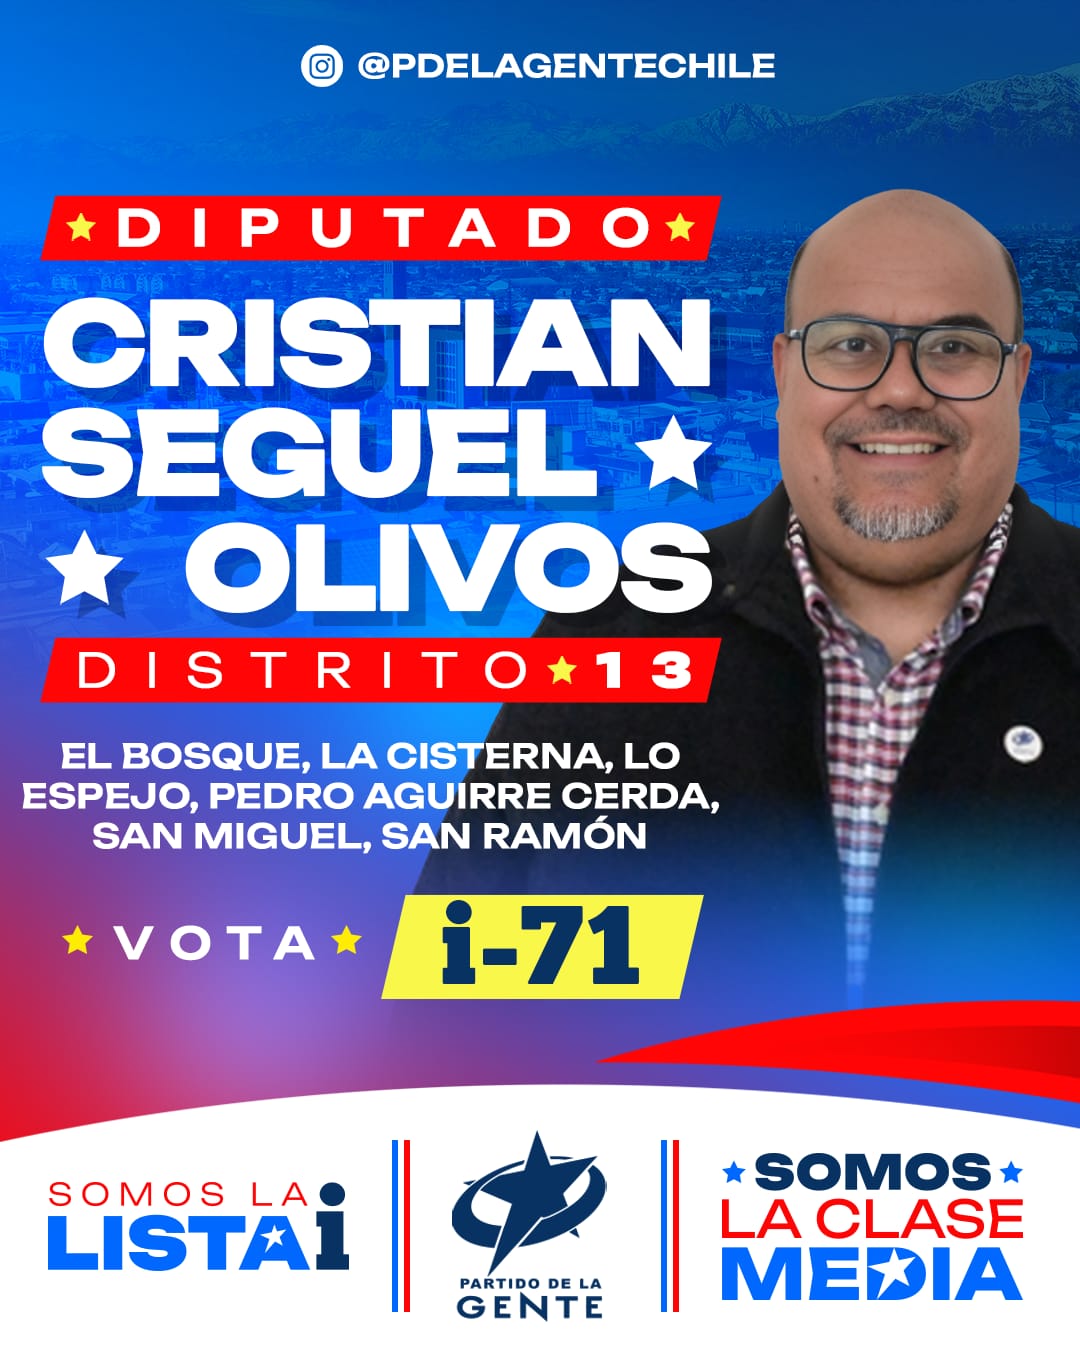 @PDELAGENTECHILE
DIPUTADO
CRISTIAN
SEGUEL
OLIVOS
DISTRITO 13
EL BOSQUE, LA CISTERNA, LO
ESPEJO, PEDRO AGUIRRE CERDA,
SAN MIGUEL, SAN RAMÓN
VOTA i-71
SOMOS LA
LISTA i
PARTIDO DE LA
GENTE
SOMOS
LA CLASE
MEDIA